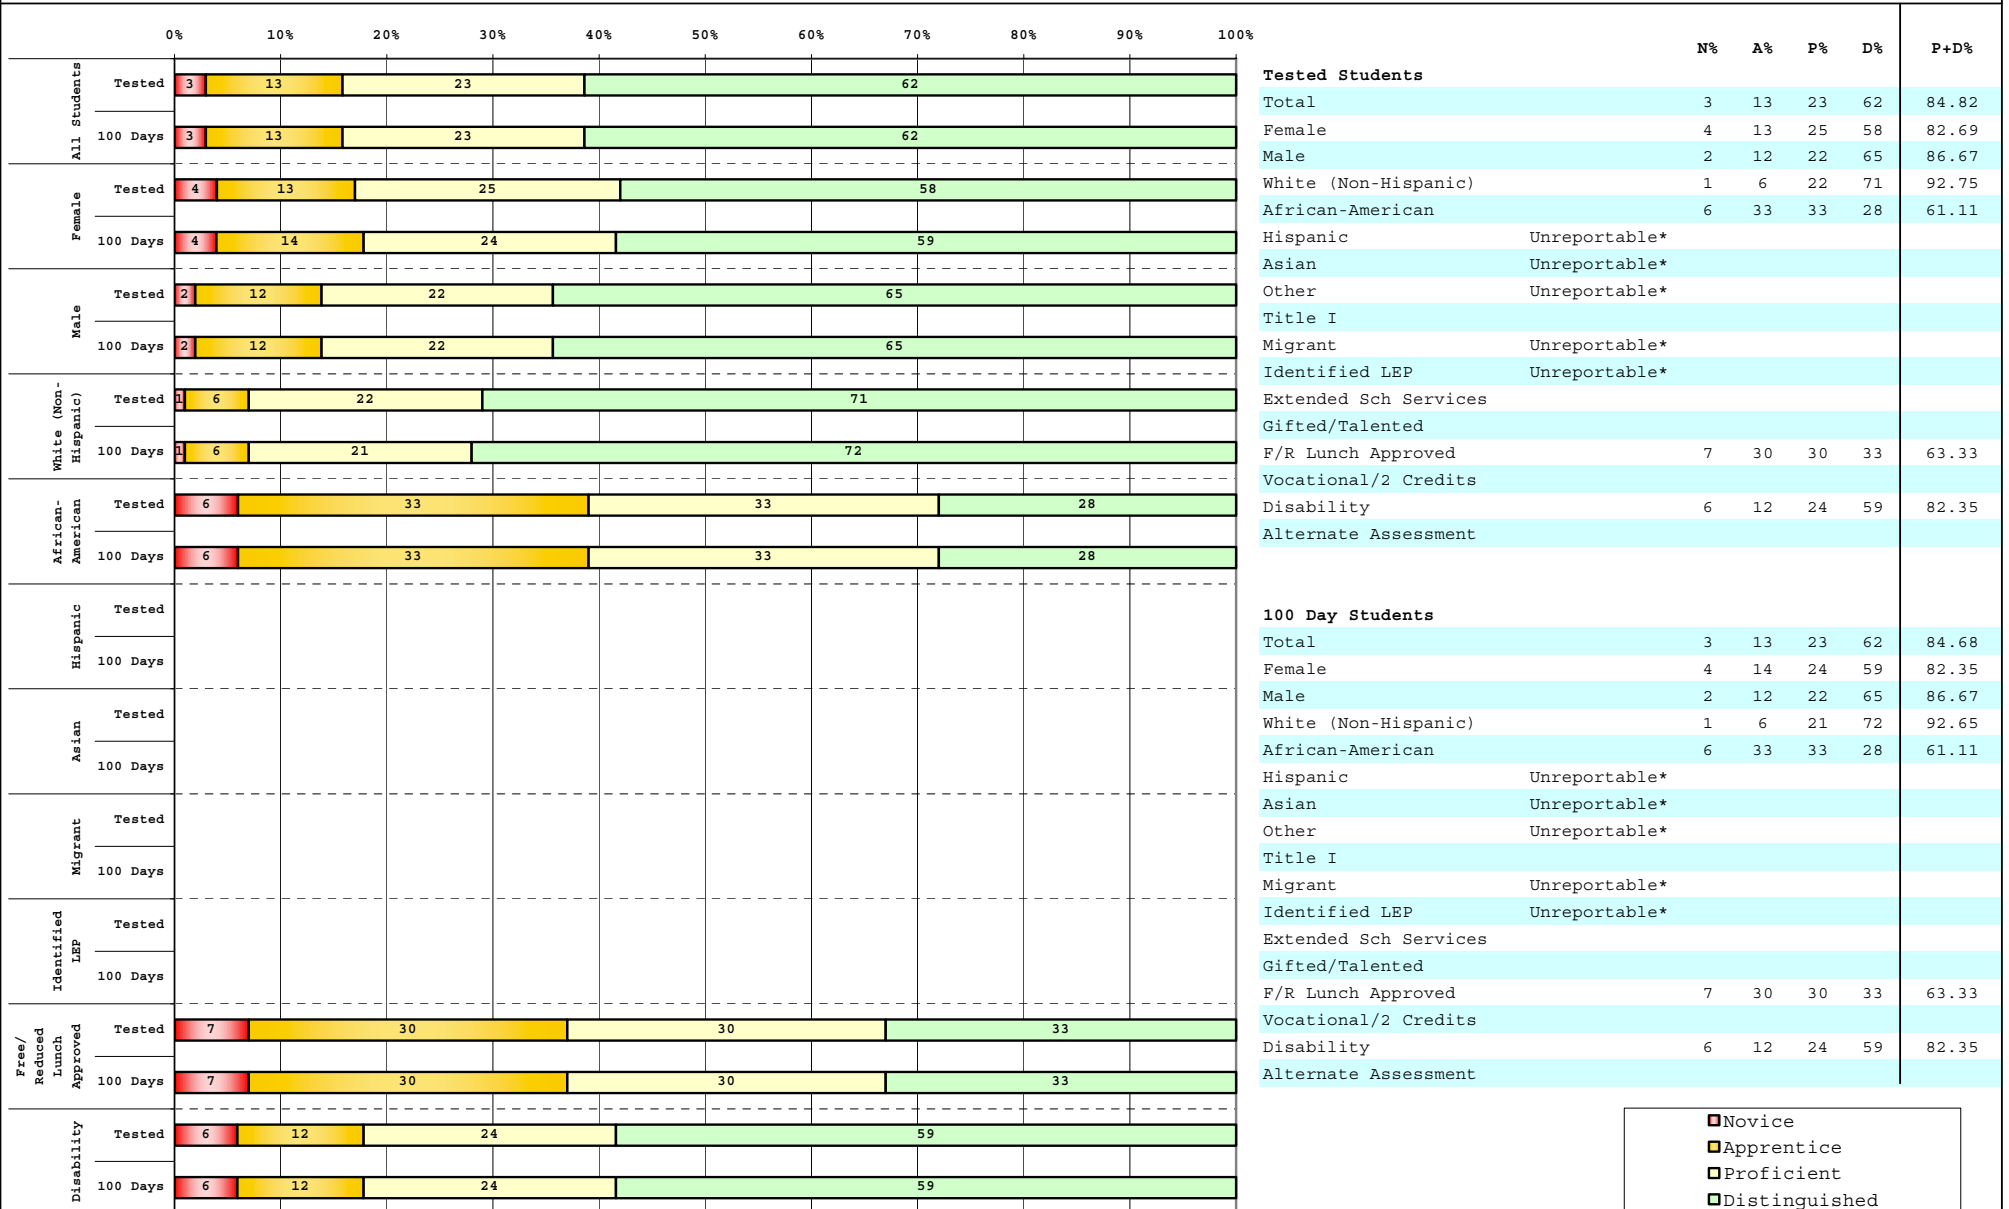 0% 10% 20% 30% 40% 50% 60% 70% 80% 90% 100%
All Students
Tested 3 13 23 62
100 Days 3 13 23 62
Female
Tested 4 13 25 58
100 Days 4 14 24 59
Male
Tested 2 12 22 65
100 Days 2 12 22 65
White (Non-
Hispanic)
Tested 1 6 22 71
100 Days 1 6 21 72
African-
American
Tested 6 33 33 28
100 Days 6 33 33 28
Hispanic
Tested
100 Days
Asian
Tested
100 Days
Migrant
Tested
100 Days
Identified
LEP
Tested
100 Days
Free/
Reduced
Lunch
Approved
Tested 7 30 30 33
100 Days 7 30 30 33
Disability
Tested 6 12 24 59
100 Days 6 12 24 59
N% A% P% D% P+D%
Tested Students
Total 3 13 23 62 84.82
Female 4 13 25 58 82.69
Male 2 12 22 65 86.67
White (Non-Hispanic) 1 6 22 71 92.75
African-American 6 33 33 28 61.11
Hispanic Unreportable*
Asian Unreportable*
Other Unreportable*
Title I
Migrant Unreportable*
Identified LEP Unreportable*
Extended Sch Services
Gifted/Talented
F/R Lunch Approved 7 30 30 33 63.33
Vocational/2 Credits
Disability 6 12 24 59 82.35
Alternate Assessment
100 Day Students
Total 3 13 23 62 84.68
Female 4 14 24 59 82.35
Male 2 12 22 65 86.67
White (Non-Hispanic) 1 6 21 72 92.65
African-American 6 33 33 28 61.11
Hispanic Unreportable*
Asian Unreportable*
Other Unreportable*
Title I
Migrant Unreportable*
Identified LEP Unreportable*
Extended Sch Services
Gifted/Talented
F/R Lunch Approved 7 30 30 33 63.33
Vocational/2 Credits
Disability 6 12 24 59 82.35
Alternate Assessment
Novice
Apprentice
Proficient
Distinguished